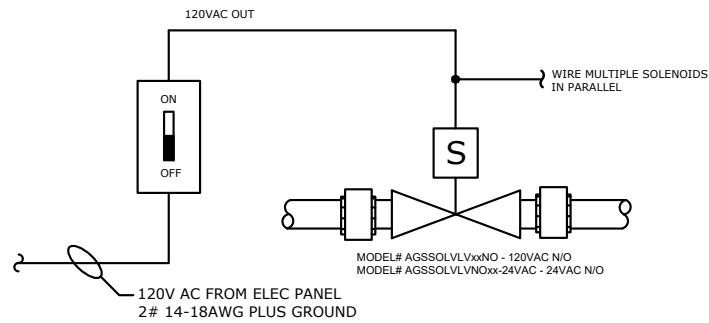 120VAC OUT
WIRE MULTIPLE SOLENOIDS
IN PARALLEL
ON
OFF
S
MODEL# AGSSOLVLVxxNO - 120VAC N/O
MODEL# AGSSOLVLVNOxx-24VAC - 24VAC N/O
120V AC FROM ELEC PANEL
2# 14-18AWG PLUS GROUND